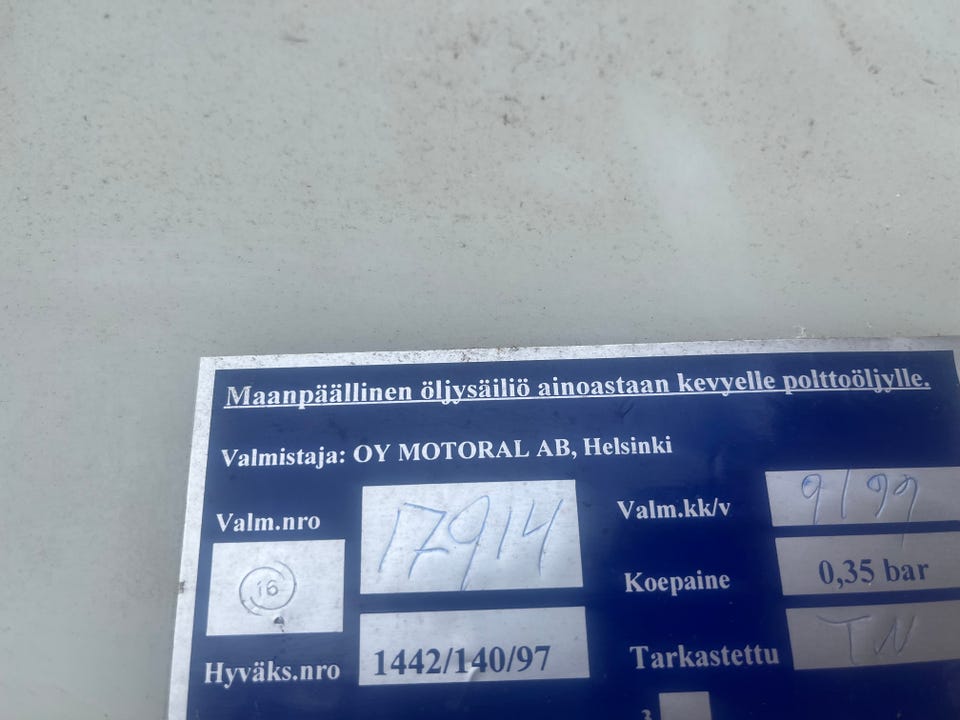 Maanpäällinen öljysäiliö ainoastaan kevyelle polttoöljylle.
Valmistaja: OY MOTORAL AB, Helsinki
Valm.nro 17914 Valm.kk/v 9/99
16 Koepaine 0,35 bar
Hyväks.nro 1442/140/97 Tarkastettu TN
3